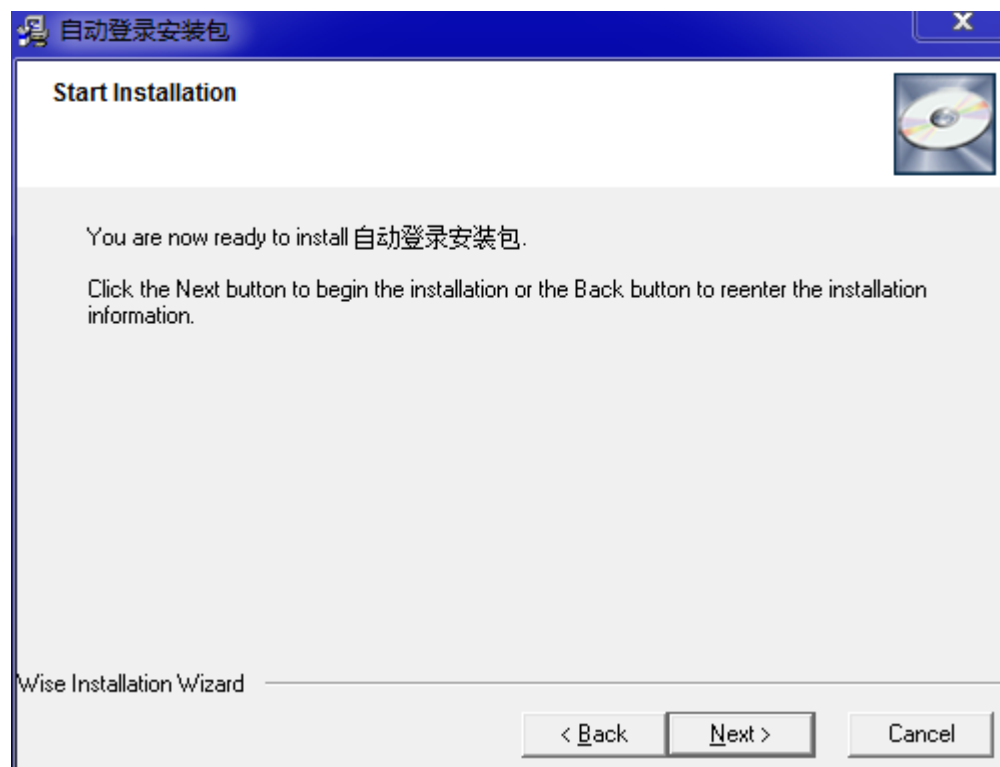 自动登录安装包
X
Start Installation
You are now ready to install 自动登录安装包.
Click the Next button to begin the installation or the Back button to reenter the installation
information.
Wise Installation Wizard
< Back
Next >
Cancel